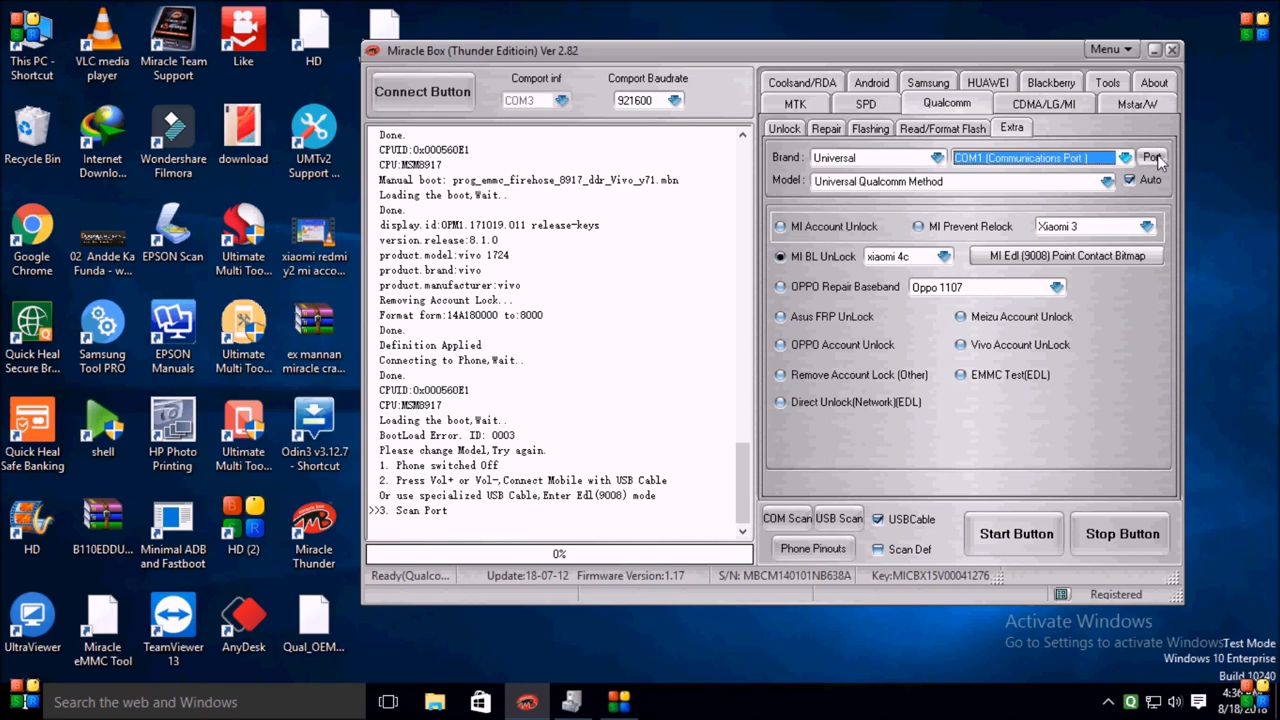 This PC - Shortcut
VLC media player
Miracle Team Support
Like
HD
Recycle Bin
Internet Downlo...
Wondershare Filmora
download
UMTv2 Support
Google Chrome
02 Andde Ka Funda - w...
EPSON Scan
Ultimate Multi Too...
xiaomi redmi y2 mi acco...
Quick Heal Secure Br...
Samsung Tool PRO
EPSON Manuals
Ultimate Multi Too...
ex mannan miracle cra...
Quick Heal Safe Banking
shell
HP Photo Printing
Ultimate Multi Too...
Odin3 v3.12.7 - Shortcut
HD
B110EDDU...
Minimal ADB and Fastboot
HD (2)
Miracle Thunder
UltraViewer
Miracle eMMC Tool
TeamViewer 13
AnyDesk
Qual_OEM...
Miracle Box (Thunder Editioin) Ver 2.82
Menu
Connect Button
Comport inf
COM3
Comport Baudrate
921600
Done.
CPUID:0x000560E1
CPU:MSM8917
Manual boot: prog_emmc_firehose_8917_ddr_Vivo_y71.mbn
Loading the boot,Wait..
Done.
display.id:OPM1.171019.011 release-keys
version.release:8.1.0
product.model:vivo 1724
product.brand:vivo
product.manufacturer:vivo
Removing Account Lock...
Format form:14A180000 to:8000
Done.
Definition Applied
Connecting to Phone,Wait..
Done.
CPUID:0x000560E1
CPU:MSM8917
Loading the boot,Wait..
BootLoad Error. ID: 0003
Please change Model,Try again.
1. Phone switched Off
2. Press Vol+ or Vol-,Connect Mobile with USB Cable
Or use specialized USB Cable,Enter Edl(9008) mode
>>3. Scan Port
0%
Coolsand/RDA Android Samsung HUAWEI Blackberry Tools About
MTK SPD Qualcomm CDMA/LG/MI Mstar/W
Unlock Repair Flashing Read/Format Flash Extra
Brand : Universal COM1 (Communications Port )
Model : Universal Qualcomm Method Auto
MI Account Unlock MI Prevent Relock Xiaomi 3
MI BL UnLock xiaomi 4c MI Edl (9008) Point Contact Bitmap
OPPO Repair Baseband Oppo 1107
Asus FRP UnLock Meizu Account Unlock
OPPO Account Unlock Vivo Account UnLock
Remove Account Lock (Other) EMMC Test(EDL)
Direct Unlock(Network)(EDL)
COM Scan USB Scan USBCable
Phone Pinouts Scan Def
Start Button
Stop Button
Ready(Qualco... Update:18-07-12 Firmware Version:1.17 S/N: MBCM140101NB638A Key:MICBX15V00041276
Registered
Activate Windows
Go to Settings to activate Windows
Test Mode
Windows 10 Enterprise
Build 10240
Search the web and Windows
8/18/2018